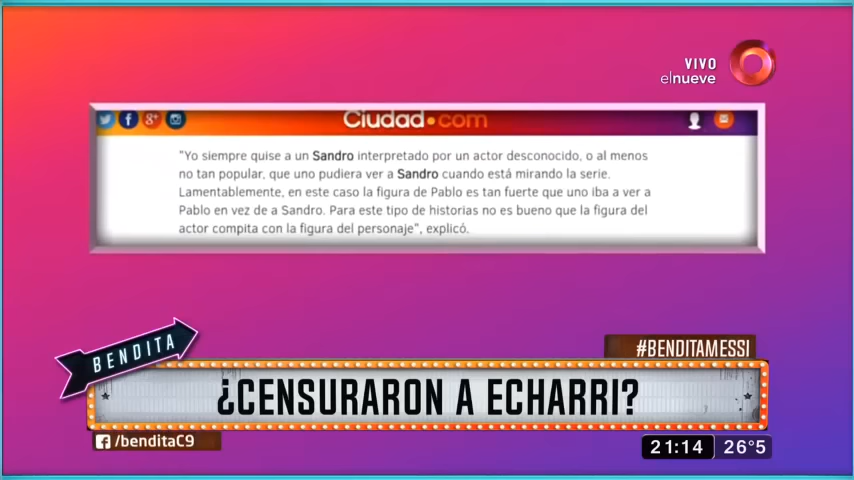 VIVO
elnueve
Ciudad.com
"Yo siempre quise a un Sandro interpretado por un actor desconocido, o al menos
no tan popular, que uno pudiera ver a Sandro cuando está mirando la serie.
Lamentablemente, en este caso la figura de Pablo es tan fuerte que uno iba a ver a
Pablo en vez de a Sandro. Para este tipo de historias no es bueno que la figura del
actor compita con la figura del personaje", explicó.
BENDITA
#BENDITAMESSI
¿CENSURARON A ECHARRI?
/benditaC9
21:14 26°5